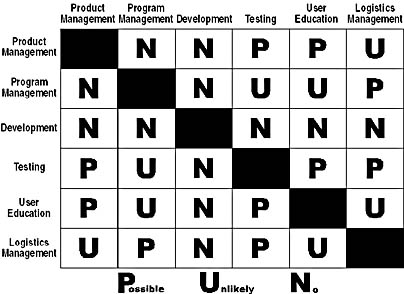 Product Management Program Management Development Testing User Education Logistics Management
Product Management N N P P U
Program Management N N U U P
Development N N N N N
Testing P U N P P
User Education P U N P U
Logistics Management U P N P U
Possible Unlikely No